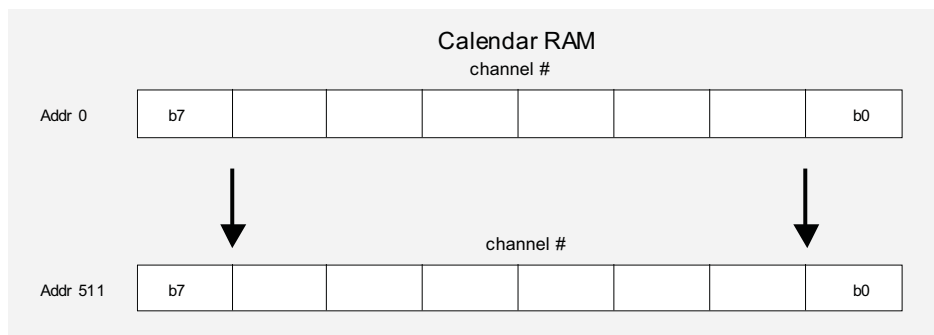 Calendar RAM
channel #
Addr 0 b7 b0
channel #
Addr 511 b7 b0